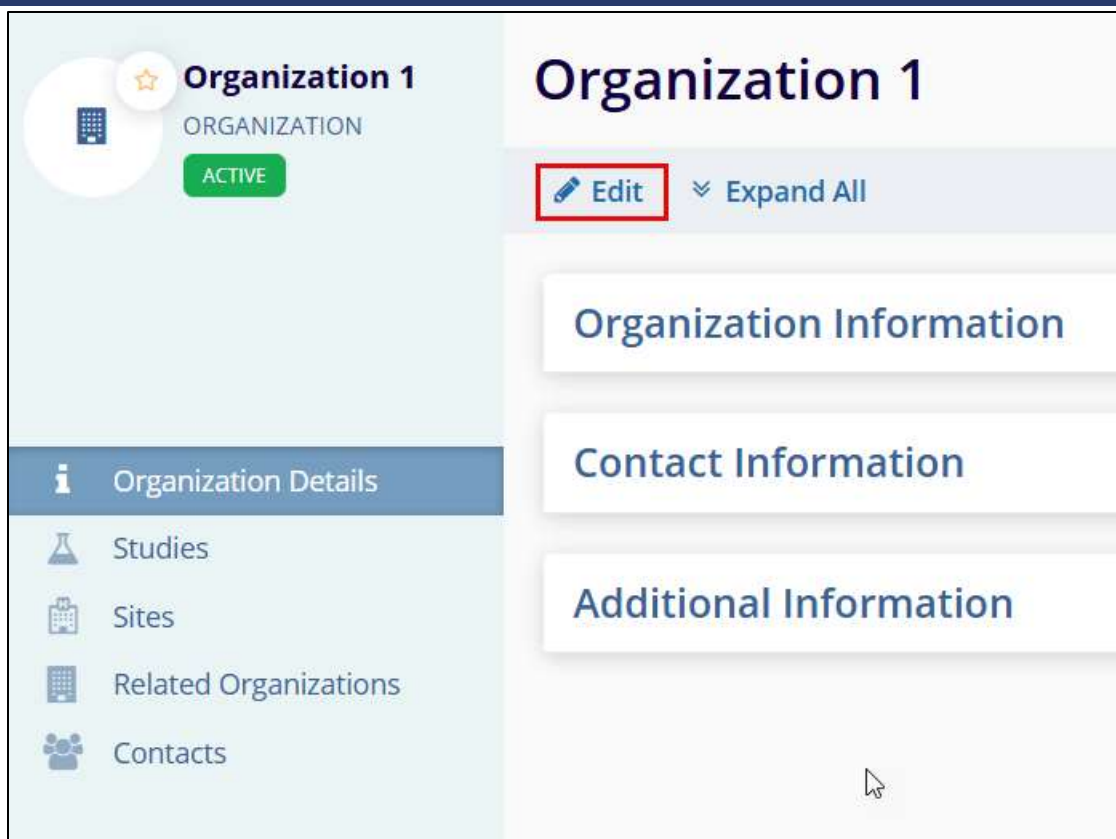 Organization 1
ORGANIZATION
ACTIVE
Organization Details
Studies
Sites
Related Organizations
Contacts
Organization 1
Edit
Expand All
Organization Information
Contact Information
Additional Information